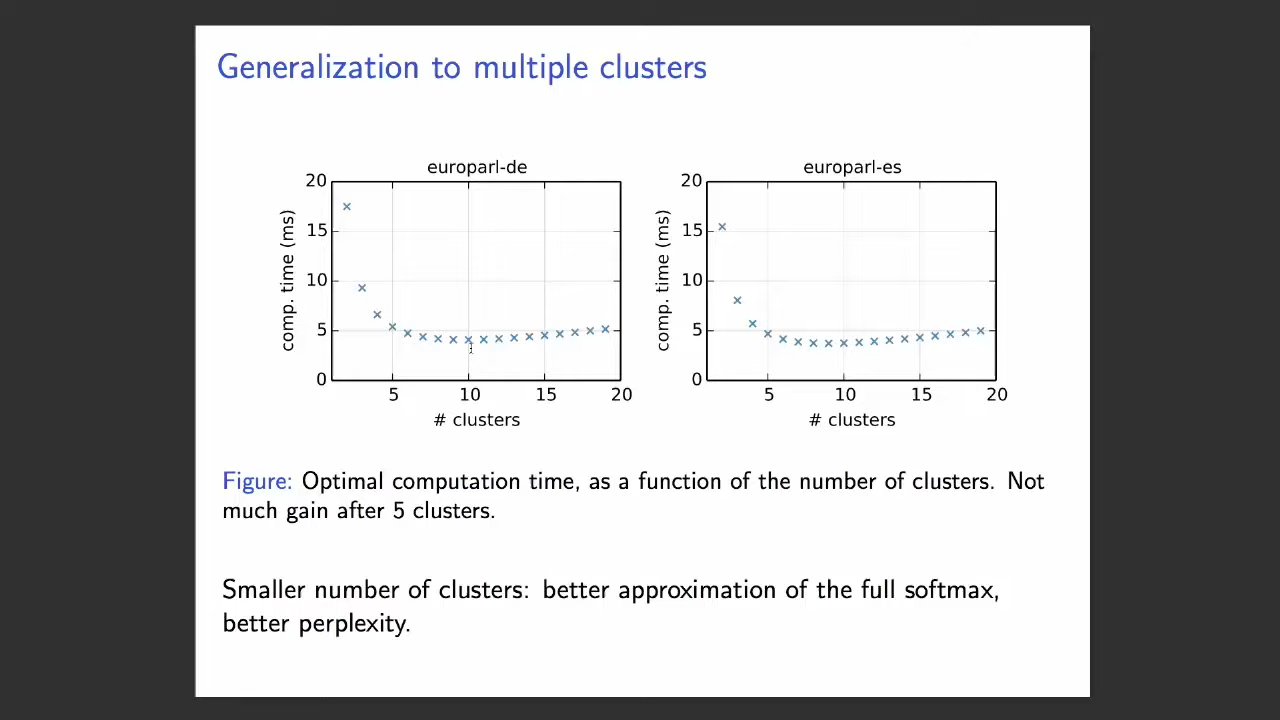 Generalization to multiple clusters
europarl-de
20
15
10
5
0
comp. time (ms)
5 10 15 20
# clusters
europarl-es
20
15
10
5
0
comp. time (ms)
5 10 15 20
# clusters
Figure: Optimal computation time, as a function of the number of clusters. Not
much gain after 5 clusters.
Smaller number of clusters: better approximation of the full softmax,
better perplexity.